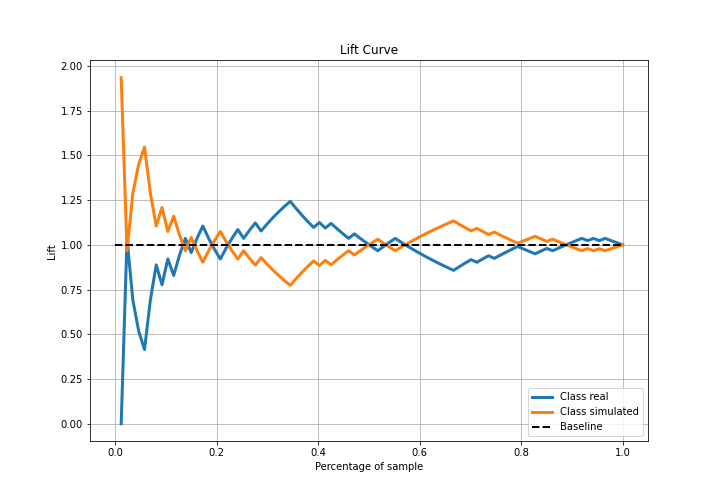 Lift Curve
2.00
1.75
1.50
1.25
1.00
0.75
0.50
0.25
0.00
Lift
0.0 0.2 0.4 0.6 0.8 1.0
Percentage of sample
Class real
Class simulated
Baseline